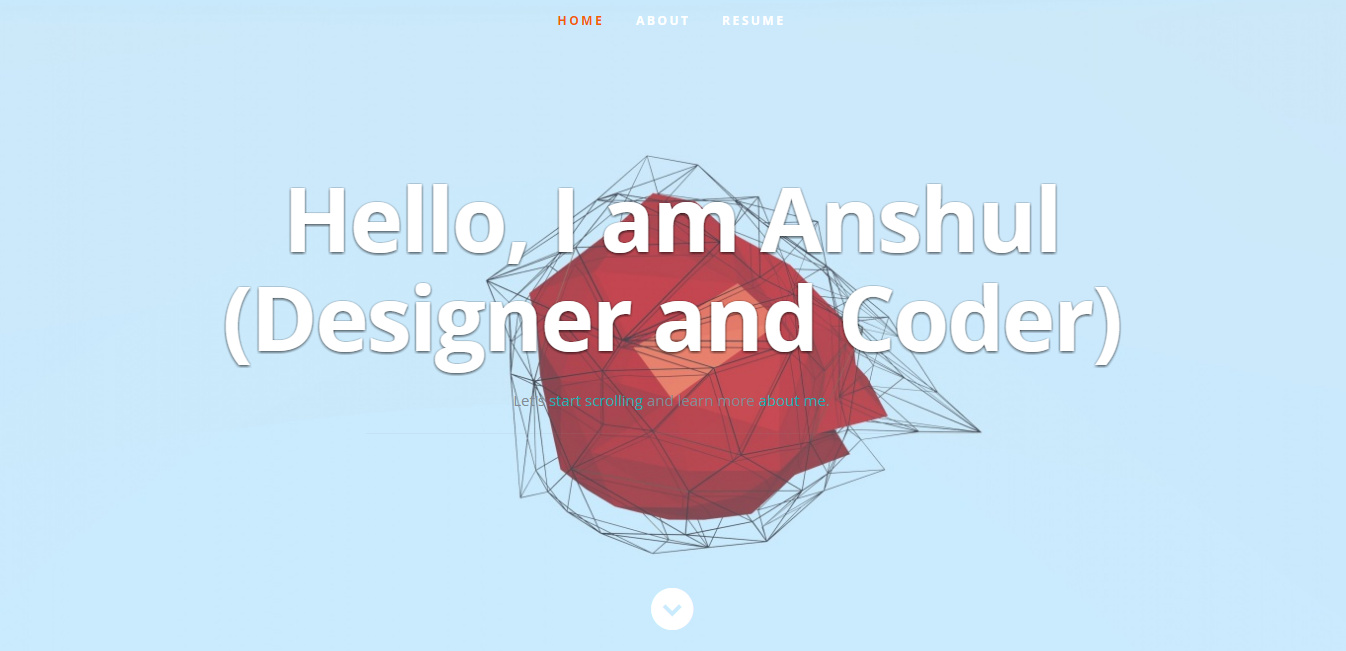 HOME ABOUT RESUME
Hello, I am Anshul
(Designer and Coder)
Let's start scrolling and learn more about me.